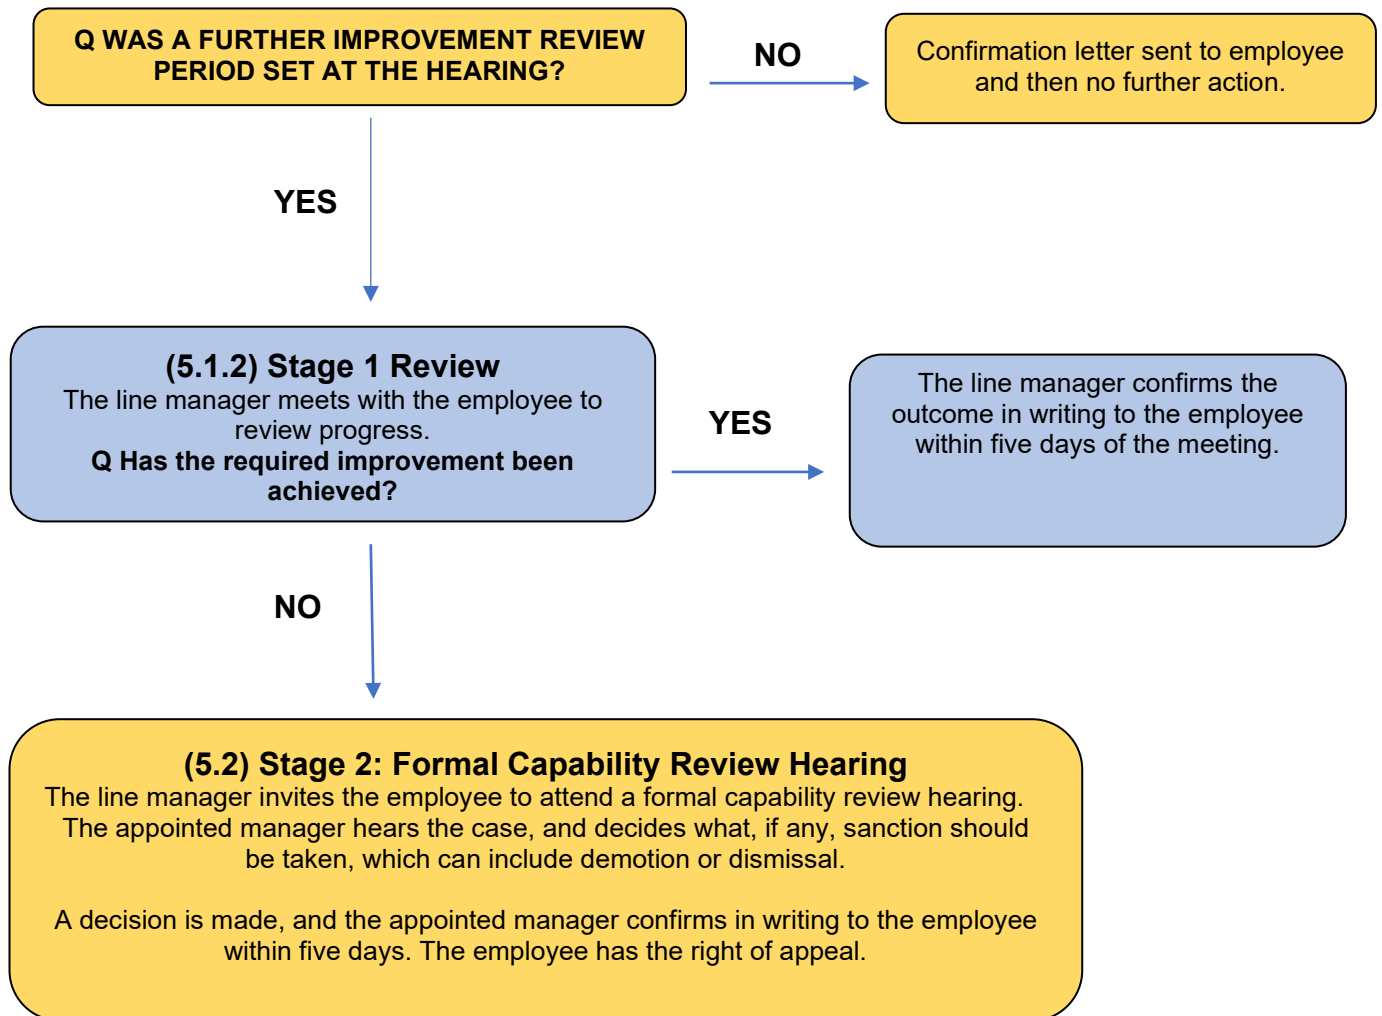 Q WAS A FURTHER IMPROVEMENT REVIEW
PERIOD SET AT THE HEARING?
NO
Confirmation letter sent to employee
and then no further action.
YES
(5.1.2) Stage 1 Review
The line manager meets with the employee to
review progress.
Q Has the required improvement been
achieved?
YES
The line manager confirms the
outcome in writing to the employee
within five days of the meeting.
NO
(5.2) Stage 2: Formal Capability Review Hearing
The line manager invites the employee to attend a formal capability review hearing.
The appointed manager hears the case, and decides what, if any, sanction should
be taken, which can include demotion or dismissal.
A decision is made, and the appointed manager confirms in writing to the employee
within five days. The employee has the right of appeal.